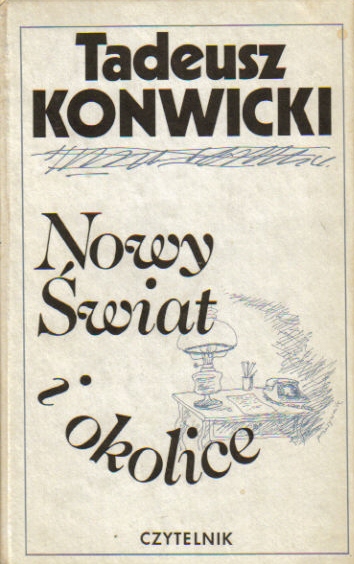 Tadeusz
KONWICKI
Nowy
Świat
i okolice
CZYTELNIK